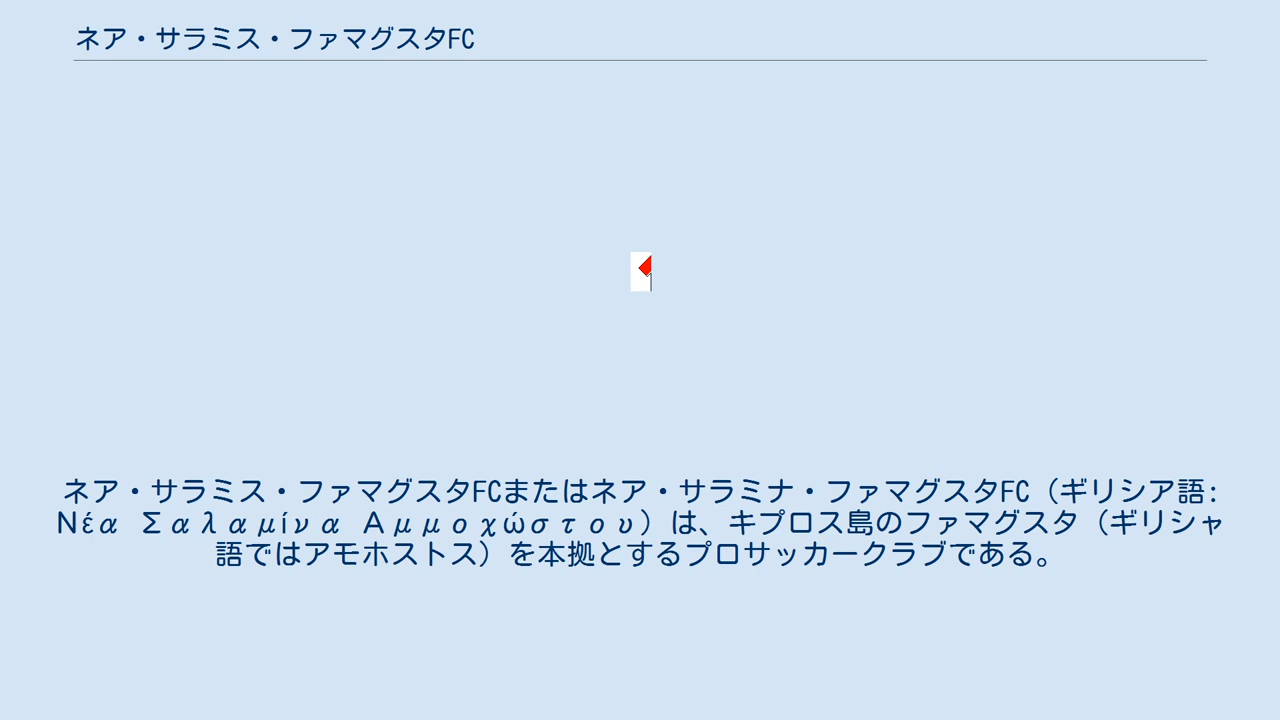 ネア・サラミス・ファマグスタFC
ネア・サラミス・ファマグスタFCまたはネア・サラミナ・ファマグスタFC（ギリシア語:
Νέα Σαλαμίνα Αμμοχώστου）は、キプロス島のファマグスタ（ギリシャ
語ではアモホストス）を本拠とするプロサッカークラブである。